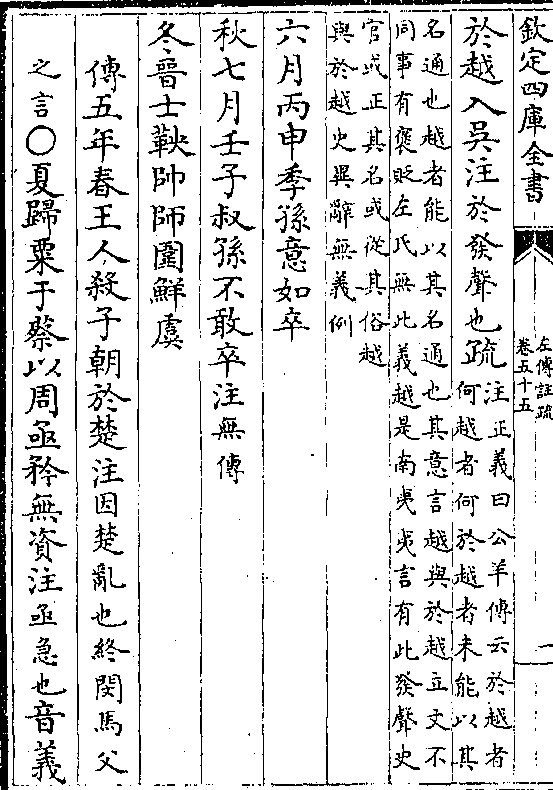 欽定四庫全書
左傳註疏
卷五十五
於越入吳注於發聲也疏
注正義曰公羊傳云於越者
何越者何於越者未能以其
名通也越者能以其名通也其意言越與於越立文不
同事有褒貶左氏無此義越是南夷夷言有此發聲史
官或正其名或從其俗越
與於越史異辭無義例
六月丙申季孫意如卒
秋七月壬子叔孫不敢卒注無傳
冬晉士鞅帥師圍鮮虞
傳五年春王人殺子朝於楚注因楚亂也終閔馬父
之言○夏歸粟于蔡以周亟矜無資注亟急也音義